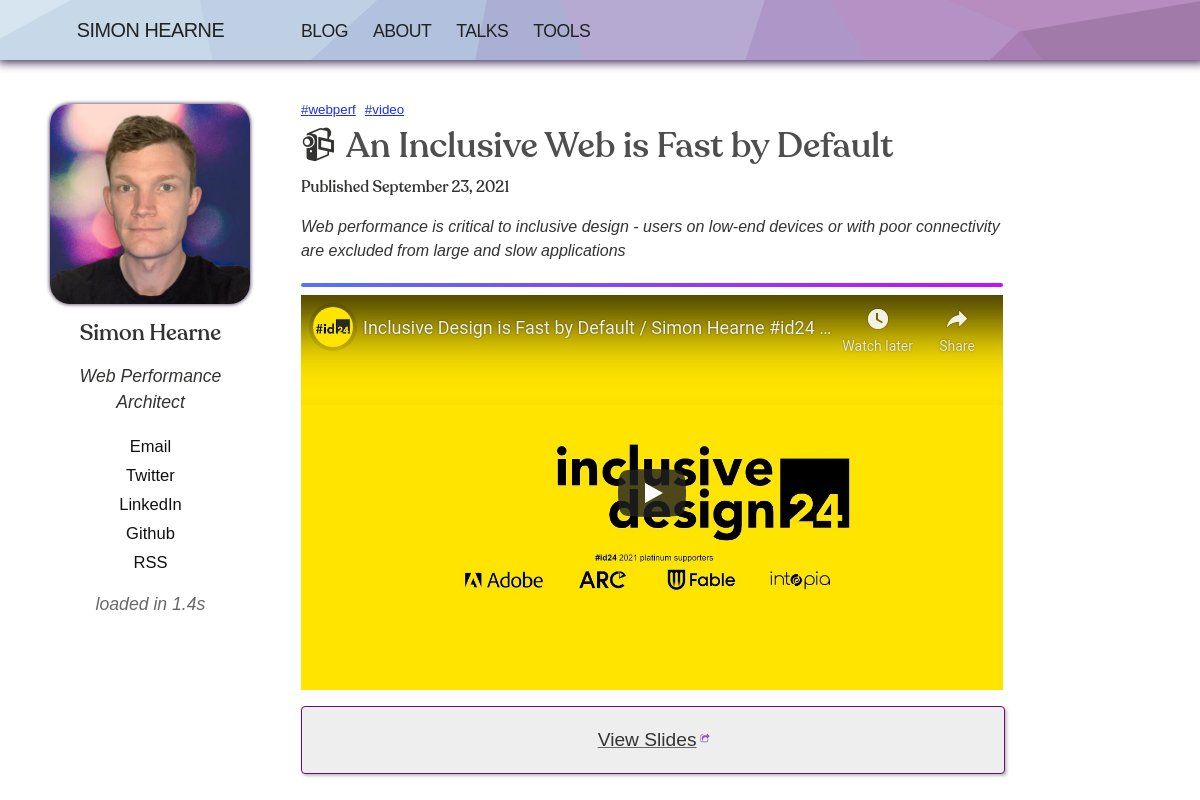 SIMON HEARNE
BLOG ABOUT TALKS TOOLS
#webperf #video
📹 An Inclusive Web is Fast by Default
Published September 23, 2021
Web performance is critical to inclusive design - users on low-end devices or with poor connectivity
are excluded from large and slow applications
Simon Hearne
Web Performance
Architect
Email
Twitter
LinkedIn
Github
RSS
loaded in 1.4s
#id24
Inclusive Design is Fast by Default / Simon Hearne #id24 ...
Watch later
Share
inclusive
design24
#id24 2021 platinum supporters
Adobe ARC Fable intopia
View Slides